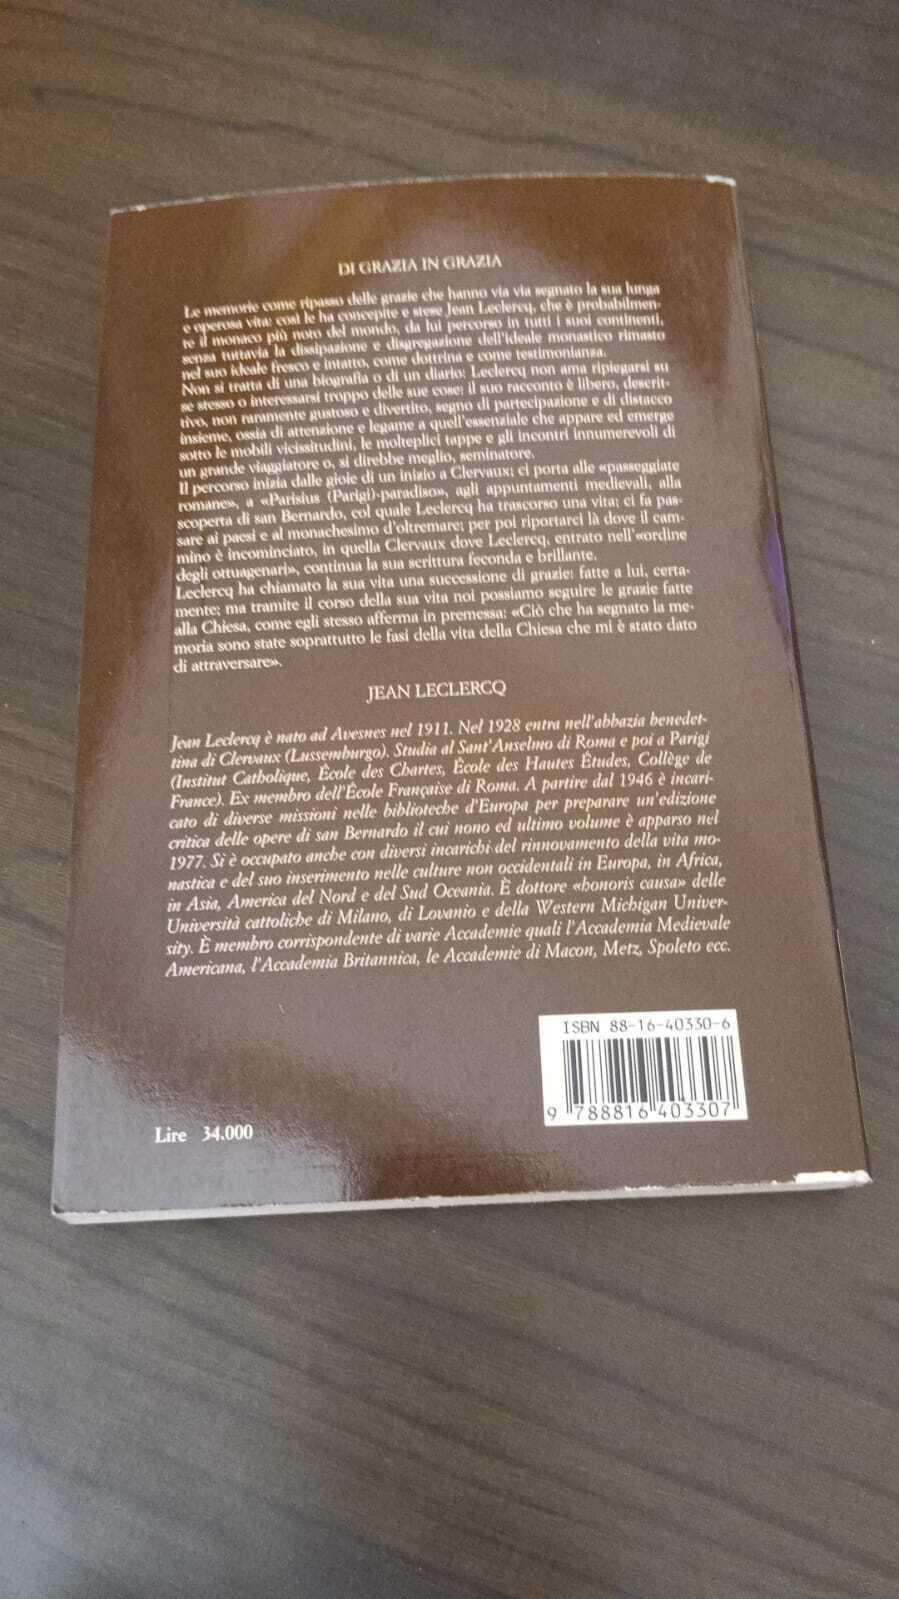 DI GRAZIA IN GRAZIA
Le memorie come ripasso delle grazie che hanno via via segnato la sua lunga
e operosa vita: così le ha concepite e stese Jean Leclercq, che è probabilmen-
te il monaco più noto del mondo, da lui percorso in tutti i suoi continenti,
senza tuttavia la dissipazione e disgregazione dell'ideale monastico rimasto
nel suo ideale fresco e intatto, come dottrina e come testimonianza.
Non si tratta di una biografia o di un diario: Leclercq non ama ripiegarsi su
se stesso o interessarsi troppo delle sue cose: il suo racconto è libero, descrit-
tivo, non raramente gustoso e divertito, segno di partecipazione e di distacco
insieme, ossia di attenzione e legame a quell'essenziale che appare ed emerge
sotto le mobili vicissitudini, le molteplici tappe e gli incontri innumerevoli di
un grande viaggiatore o, si direbbe meglio, seminatore.
Il percorso inizia dalle gioie di un inizio a Clervaux: ci porta alle «passeggiate
romane», a «Parisius (Parigi)-paradiso», agli appuntamenti medievali, alla
scoperta di san Bernardo, col quale Leclercq ha trascorso una vita; ci fa pas-
sare ai paesi e al monachesimo d'oltremare; per poi riportarci là dove il cam-
mino è incominciato, in quella Clervaux dove Leclercq, entrato nell'«ordine
degli ottuagenari», continua la sua scrittura feconda e brillante.
Leclercq ha chiamato la sua vita una successione di grazie: fatte a lui, certa-
mente; ma tramite il corso della sua vita noi possiamo seguire le grazie fatte
alla Chiesa, come egli stesso afferma in premessa: «Ciò che ha segnato la me-
moria sono state soprattutto le fasi della vita della Chiesa che mi è stato dato
di attraversare».
JEAN LECLERCQ
Jean Leclercq è nato ad Avesnes nel 1911. Nel 1928 entra nell'abbazia benedet-
tina di Clervaux (Lussemburgo). Studia al Sant'Anselmo di Roma e poi a Parigi
(Institut Catholique, École des Chartes, École des Hautes Études, Collège de
France). Ex membro dell'École Française di Roma. A partire dal 1946 è incari-
cato di diverse missioni nelle biblioteche d'Europa per preparare un'edizione
critica delle opere di san Bernardo il cui nono ed ultimo volume è apparso nel
1977. Si è occupato anche con diversi incarichi del rinnovamento della vita mo-
nastica e del suo inserimento nelle culture non occidentali in Europa, in Africa,
in Asia, America del Nord e del Sud Oceania. È dottore «honoris causa» delle
Università cattoliche di Milano, di Lovanio e della Western Michigan Univer-
sity. È membro corrispondente di varie Accademie quali l'Accademia Medievale
Americana, l'Accademia Britannica, le Accademie di Macon, Metz, Spoleto ecc.
ISBN 88-16-40330-6
9 788816 403307
Lire 34.000